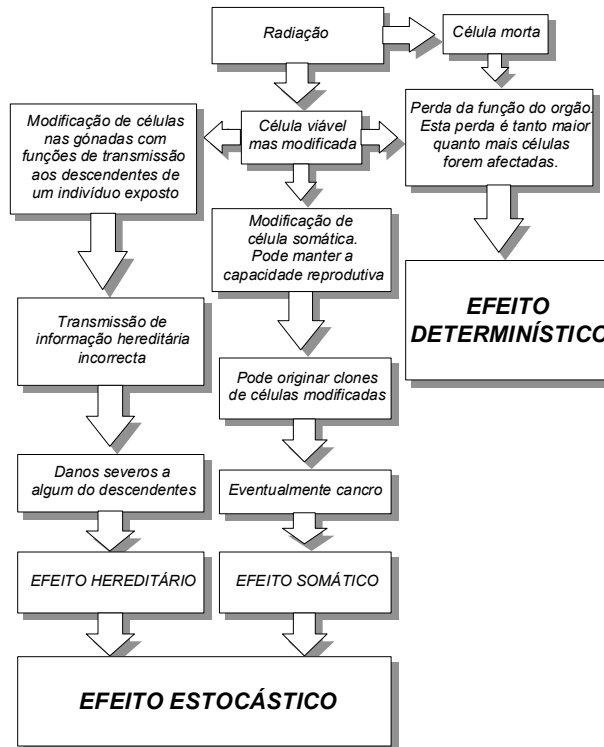 Radiação
Célula morta
Modificação de células
nas gónadas com
funções de transmissão
aos descendentes de
um indivíduo exposto
Célula viável
mas modificada
Perda da função do orgão.
Esta perda é tanto maior
quanto mais células
forem afectadas.
Modificação de
célula somática.
Pode manter a
capacidade reprodutiva
EFEITO
DETERMINÍSTICO
Transmissão de
informação hereditária
incorrecta
Pode originar clones
de células modificadas
Danos severos a
algum do descendentes
Eventualmente cancro
EFEITO HEREDITÁRIO
EFEITO SOMÁTICO
EFEITO ESTOCÁSTICO